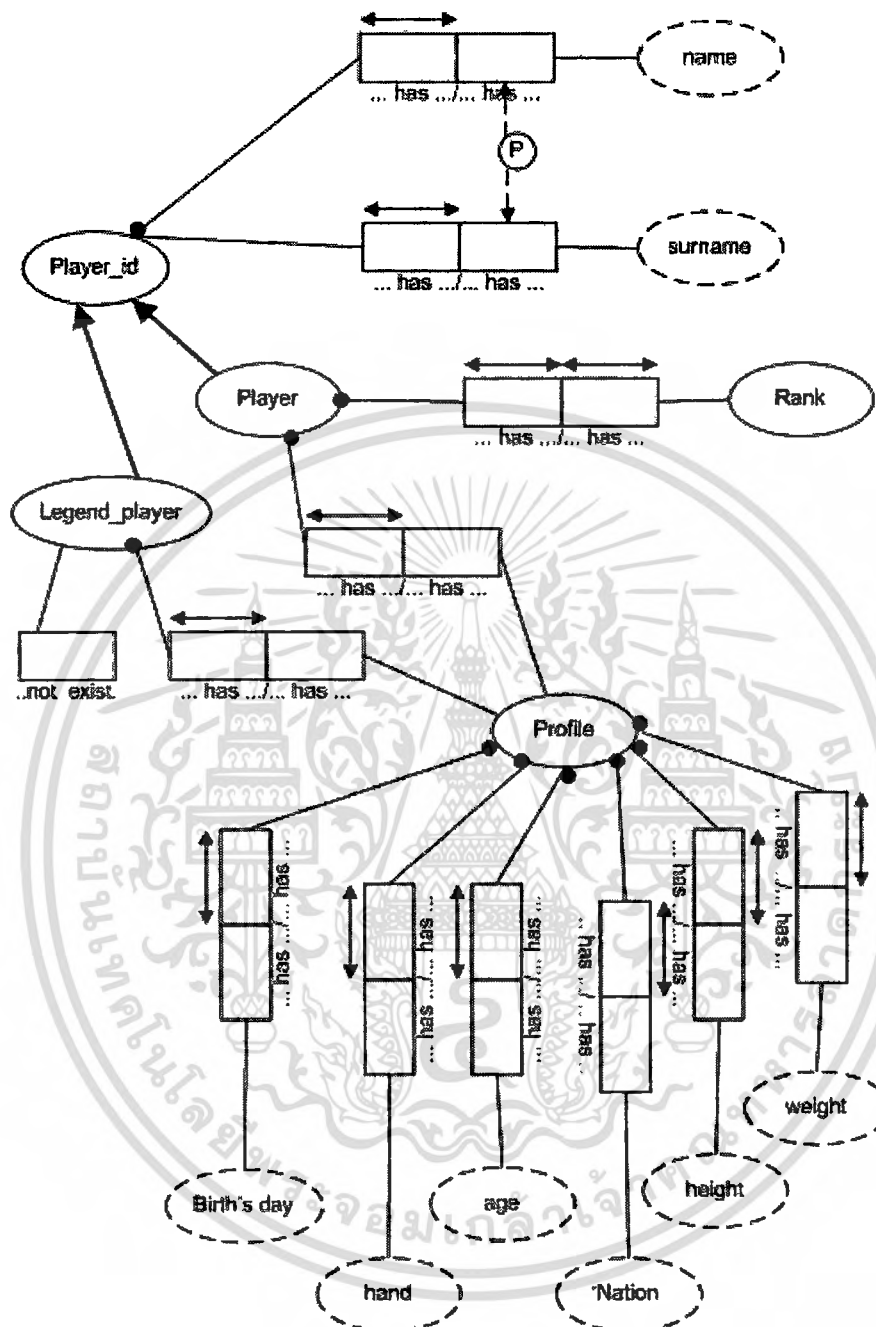 name
... has .../... has ...
P
surname
... has .../... has ...
Player_id
Player
Rank
... has .../... has ...
Legend_player
... has .../... has ...
...not exist.
... has .../... has ...
Profile
... has .../... has ...
... has .../... has ...
... has .../... has ...
... has .../... has ...
... has .../... has ...
... has .../... has ...
weight
Birth's day
age
height
hand
Nation